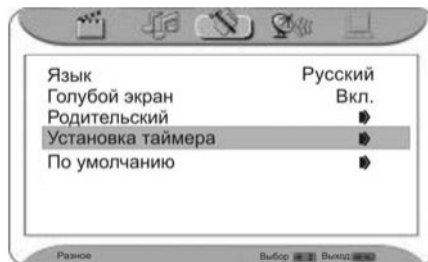 Язык Русский
Голубой экран Вкл.
Родительский
Установка таймера
По умолчанию
Разное Выбор Выход